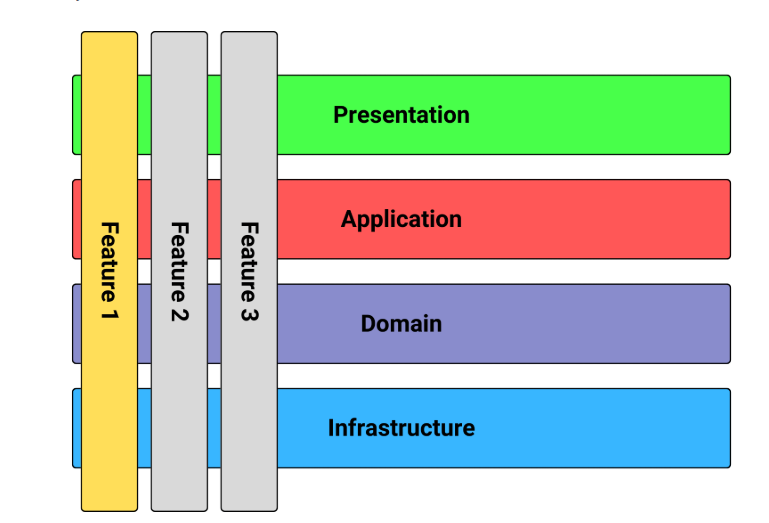 Presentation
Application
Domain
Infrastructure
Feature 1
Feature 2
Feature 3